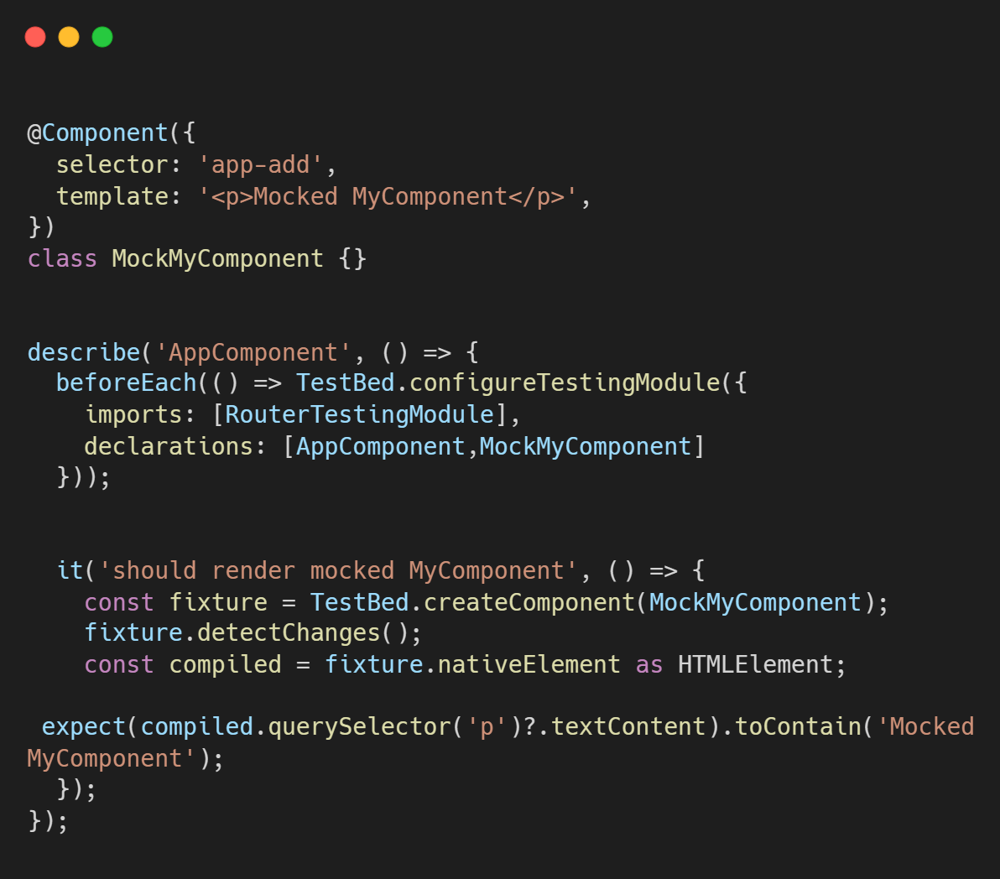 @Component({
  selector: 'app-add',
  template: '<p>Mocked MyComponent</p>',
})
class MockMyComponent {}
describe('AppComponent', () => {
  beforeEach(() => TestBed.configureTestingModule({
    imports: [RouterTestingModule],
    declarations: [AppComponent,MockMyComponent]
  }));
  it('should render mocked MyComponent', () => {
    const fixture = TestBed.createComponent(MockMyComponent);
    fixture.detectChanges();
    const compiled = fixture.nativeElement as HTMLElement;
 expect(compiled.querySelector('p')?.textContent).toContain('Mocked
MyComponent');
  });
});